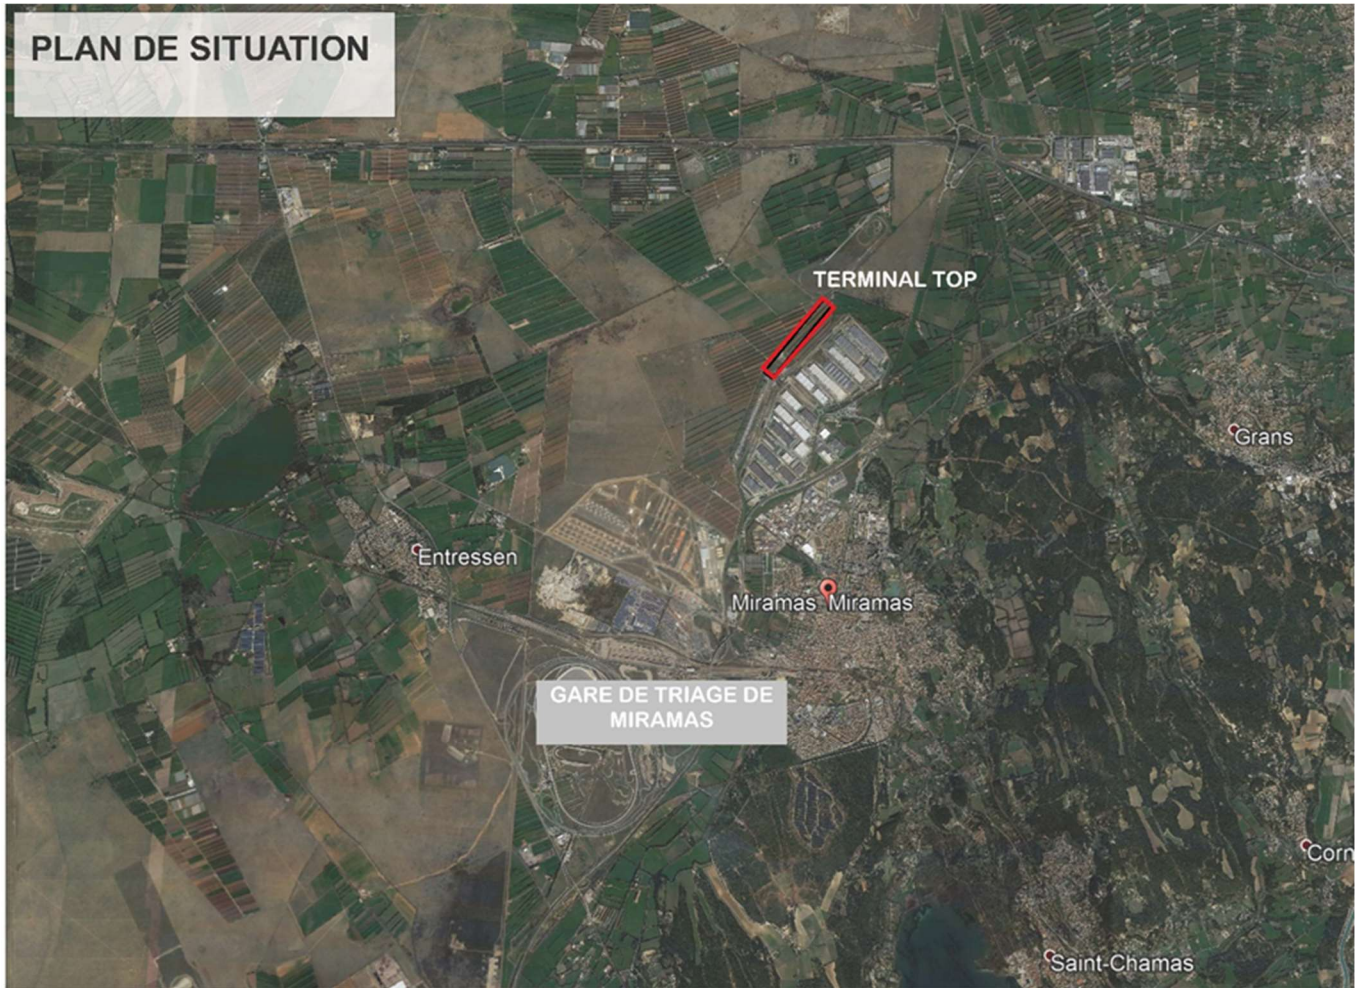 PLAN DE SITUATION
TERMINAL TOP
Grans
Entressen
Miramas Miramas
GARE DE TRIAGE DE
MIRAMAS
Corn
Saint-Chamas